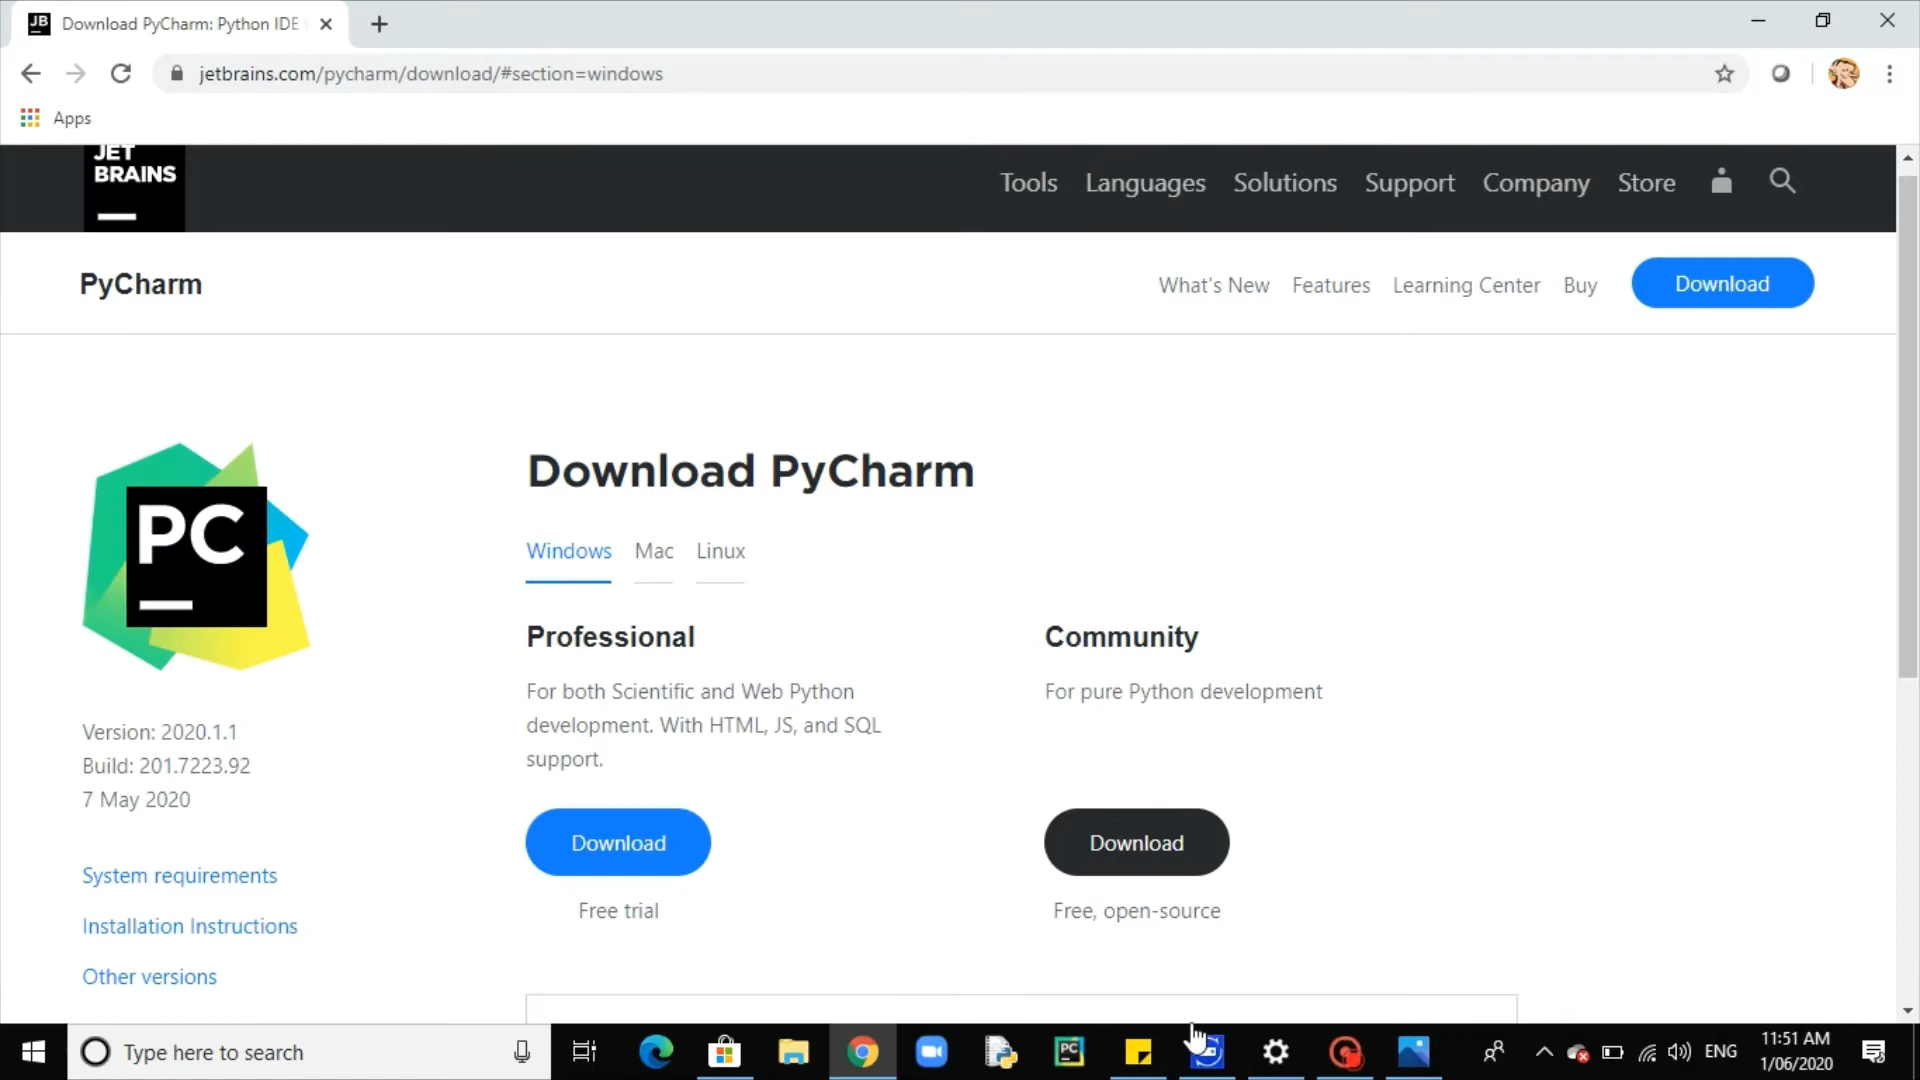 JB Download PyCharm: Python IDE
jetbrains.com/pycharm/download/#section=windows
Apps
JET
BRAINS
Tools Languages Solutions Support Company Store
PyCharm
What's New Features Learning Center Buy Download
PC
Download PyCharm
Windows Mac Linux
Professional
For both Scientific and Web Python
development. With HTML, JS, and SQL
support.
Download
Free trial
Community
For pure Python development
Download
Free, open-source
Version: 2020.1.1
Build: 201.7223.92
7 May 2020
System requirements
Installation Instructions
Other versions
Type here to search
PC
ENG
11:51 AM
1/06/2020